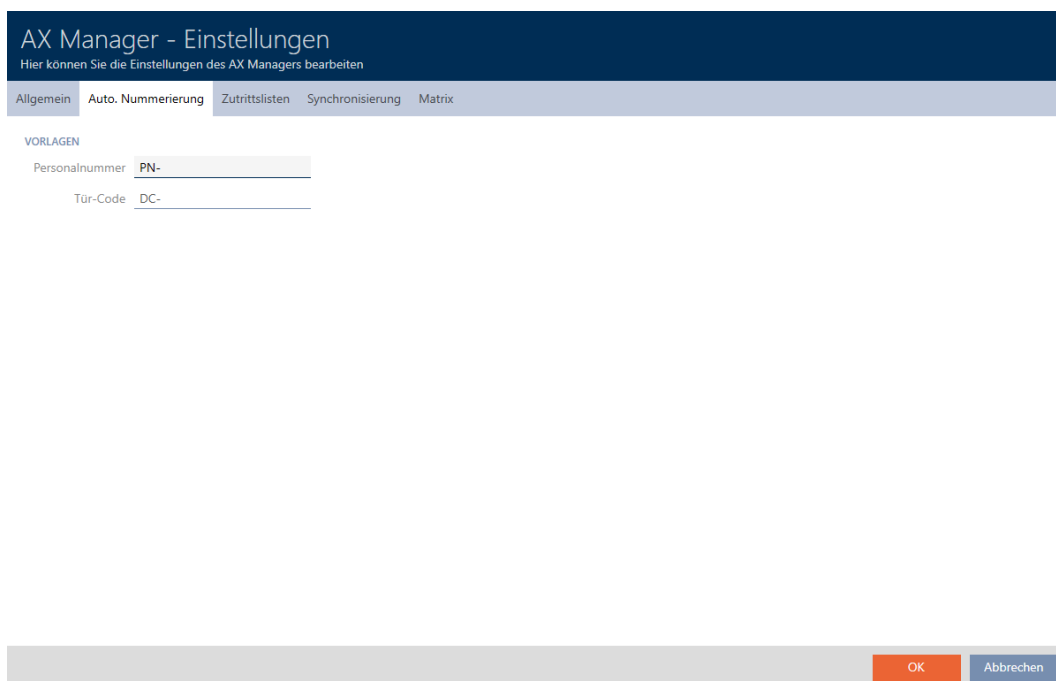 AX Manager - Einstellungen
Hier können Sie die Einstellungen des AX Managers bearbeiten
Allgemein Auto. Nummerierung Zutrittslisten Synchronisierung Matrix
VORLAGEN
Personalnummer PN-
Tür-Code DC-
OK Abbrechen